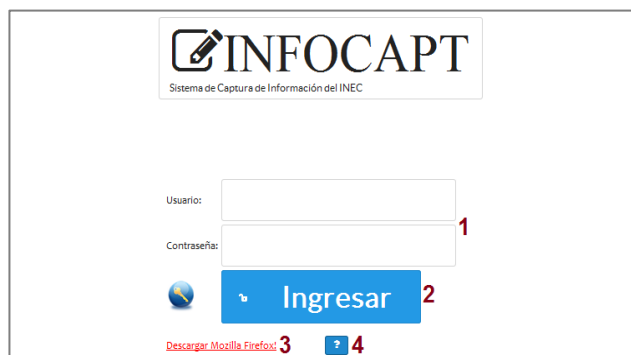 INFOCAPT
Sistema de Captura de Información del INEC
Usuario:
1
Contraseña:
Ingresar 2
Descargar Mozilla Firefox! 3 ? 4